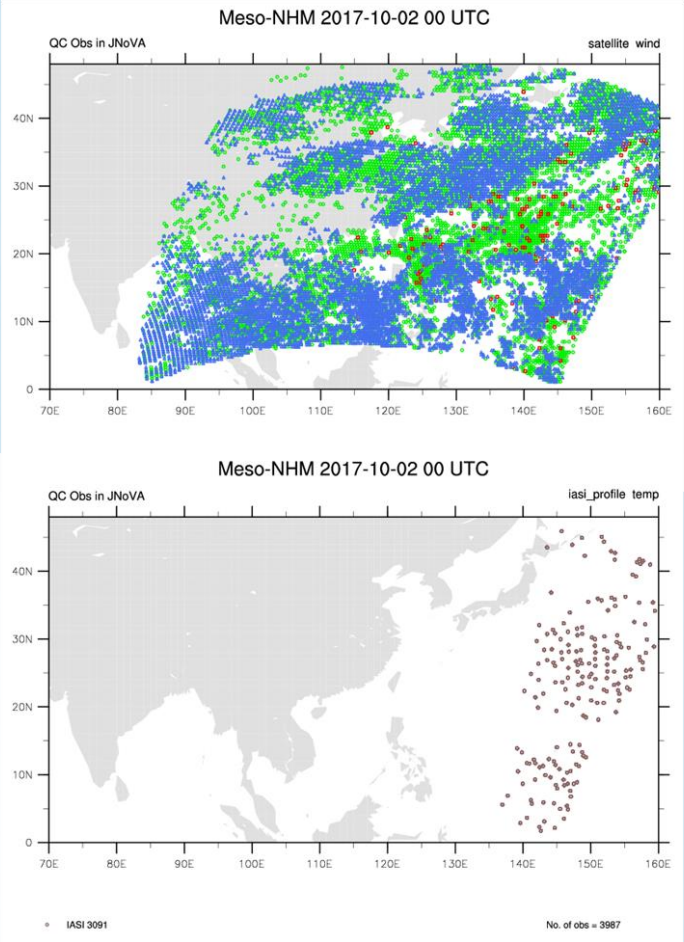 Meso-NHM 2017-10-02 00 UTC
QC Obs in JNoVA satellite wind
40N
30N
20N
10N
0
70E 80E 90E 100E 110E 120E 130E 140E 150E 160E
Meso-NHM 2017-10-02 00 UTC
QC Obs in JNoVA iasi_profile temp
40N
30N
20N
10N
0
70E 80E 90E 100E 110E 120E 130E 140E 150E 160E
IASI 3091 No. of obs = 3987